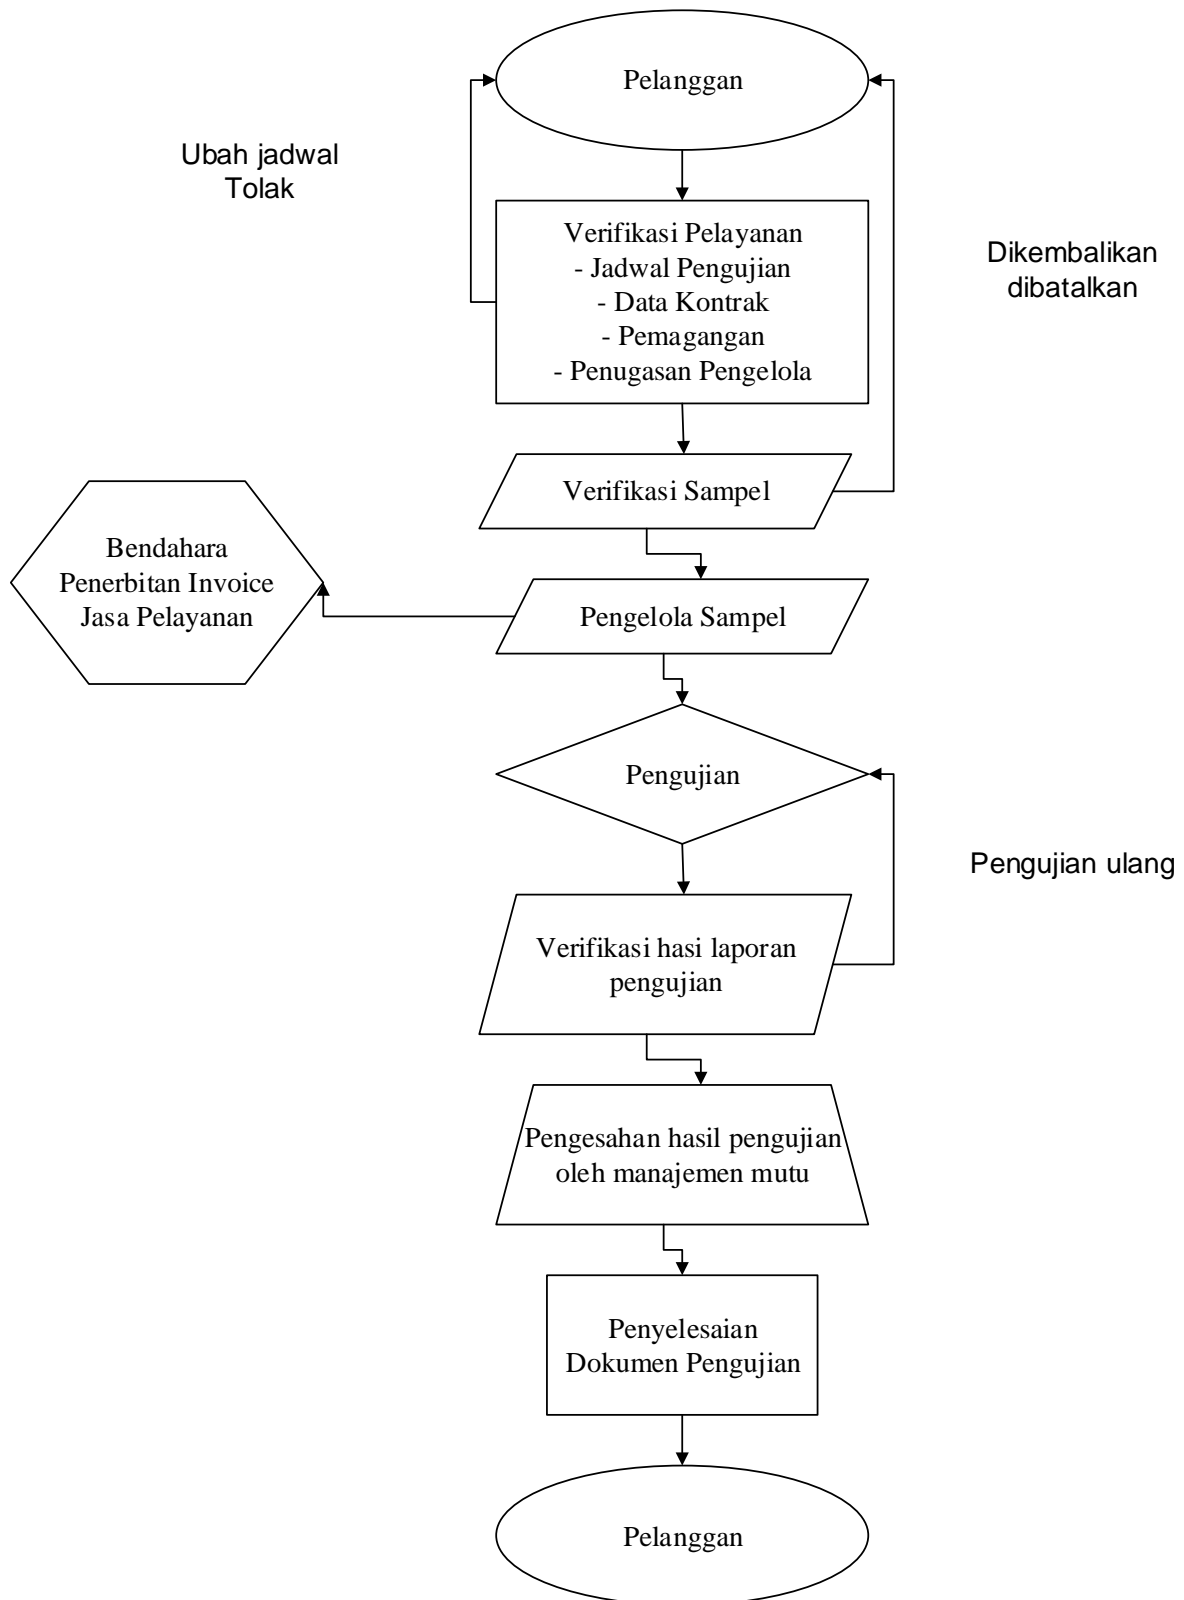 Pelanggan
Ubah jadwal
Tolak
Verifikasi Pelayanan
- Jadwal Pengujian
- Data Kontrak
- Pemagangan
- Penugasan Pengelola
Dikembalikan
dibatalkan
Verifikasi Sampel
Bendahara
Penerbitan Invoice
Jasa Pelayanan
Pengelola Sampel
Pengujian
Pengujian ulang
Verifikasi hasi laporan
pengujian
Pengesahan hasil pengujian
oleh manajemen mutu
Penyelesaian
Dokumen Pengujian
Pelanggan